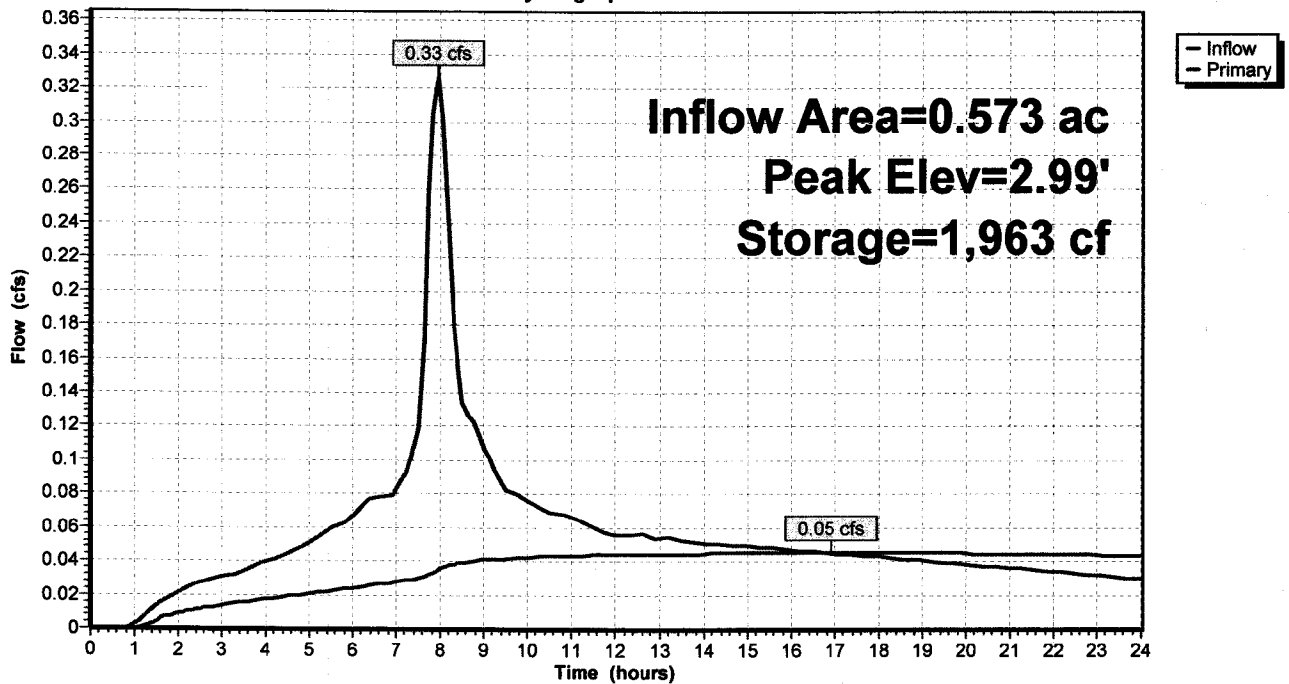 0.36
0.34
0.32
0.3
0.28
0.26
0.24
0.22
0.2
0.18
0.16
0.14
0.12
0.1
0.08
0.06
0.04
0.02
0
Flow (cfs)
0.33 cfs
Inflow
Primary
Inflow Area=0.573 ac
Peak Elev=2.99'
Storage=1,963 cf
0.05 cfs
0 1 2 3 4 5 6 7 8 9 10 11 12 13 14 15 16 17 18 19 20 21 22 23 24
Time (hours)